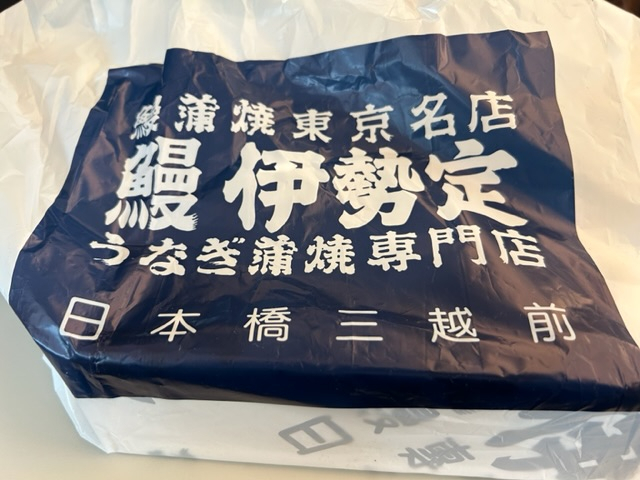 鰻蒲焼東京名店
鰻 伊勢定
うなぎ蒲焼専門店
日本橋三越前